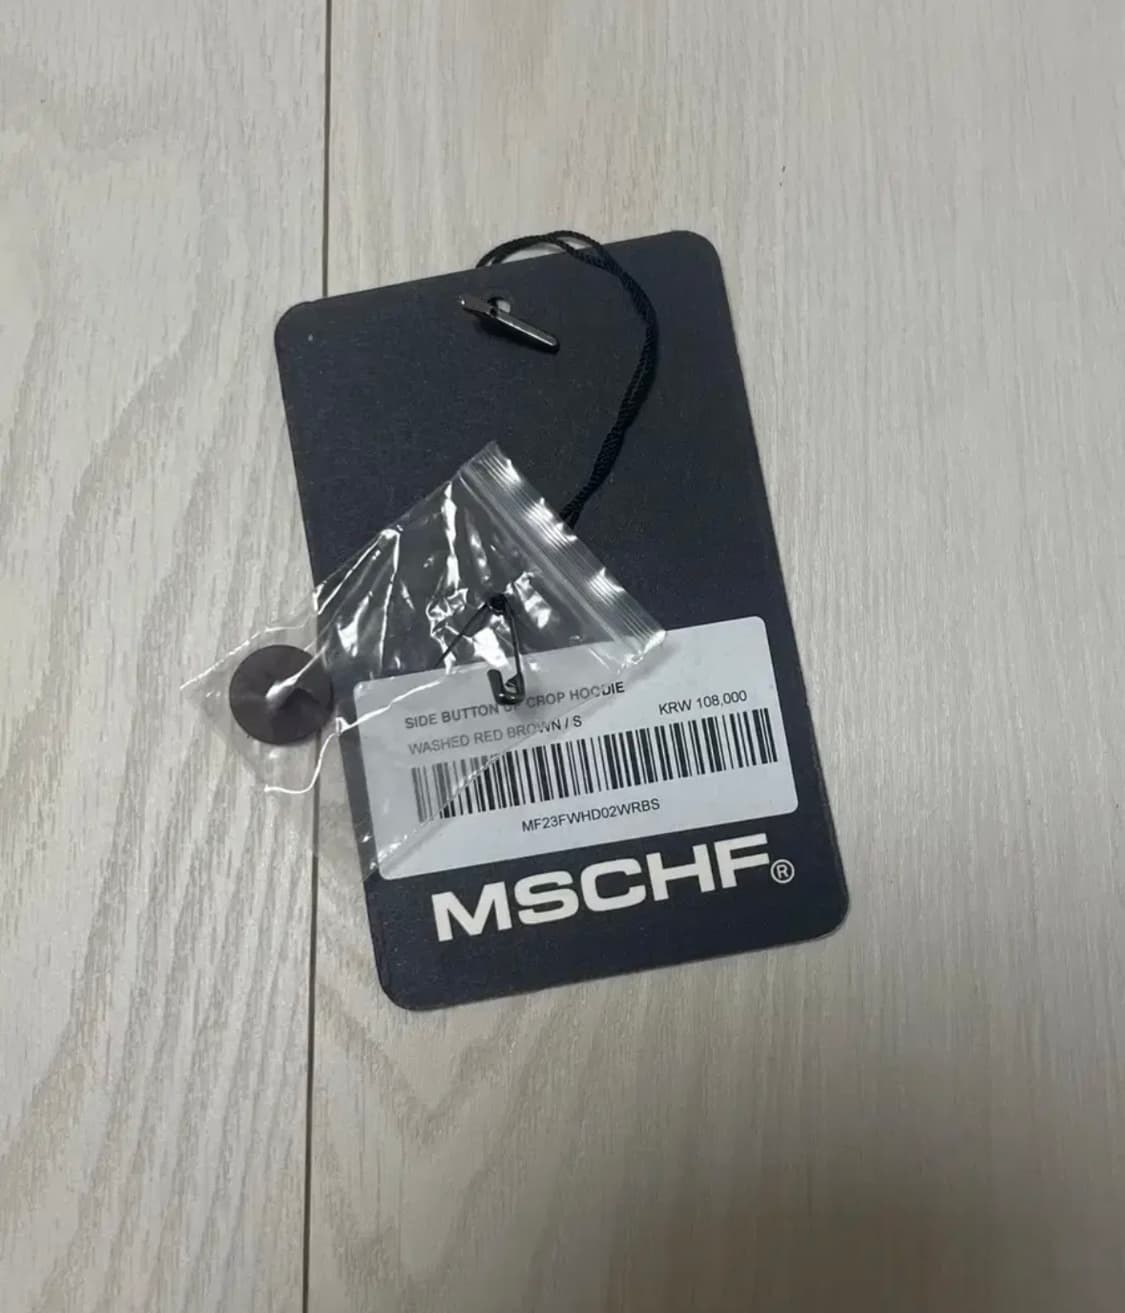 SIDE BUTTON CROP HOODIE
WASHED RED BROWN / S
KRW 108,000
MF23FWHD02WRBS
MSCHF®